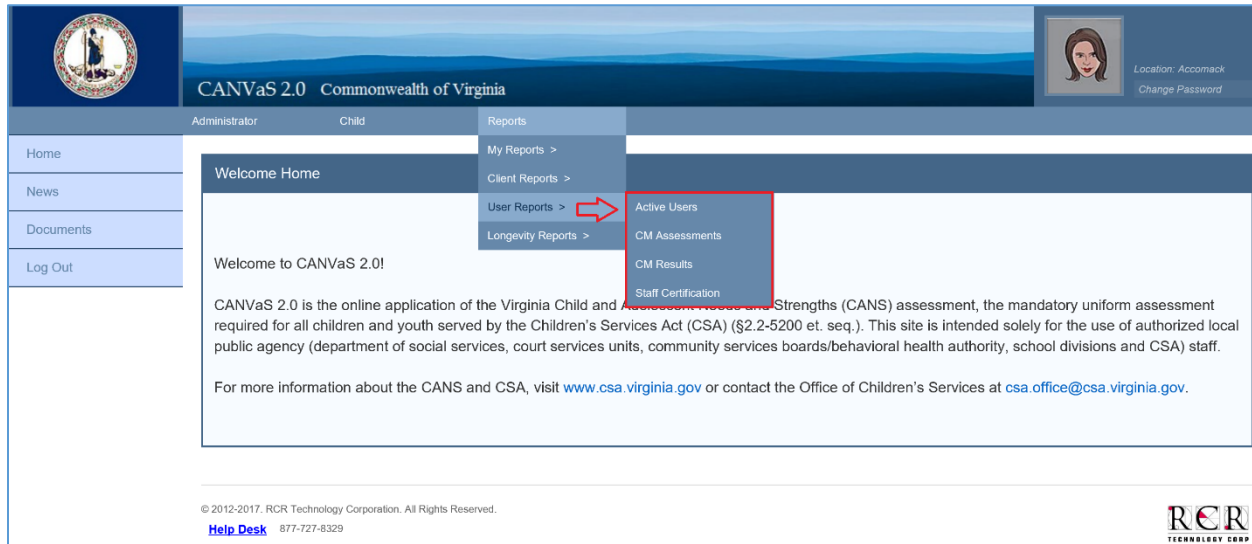 CANVaS 2.0 Commonwealth of Virginia
Location: Accomack
Change Password
Administrator Child Reports
Home
News
Documents
Log Out
My Reports >
Client Reports >
User Reports >
Longevity Reports >
Active Users
CM Assessments
CM Results
Staff Certification
Welcome Home
Welcome to CANVaS 2.0!
CANVaS 2.0 is the online application of the Virginia Child and Strengths (CANS) assessment, the mandatory uniform assessment
required for all children and youth served by the Children's Services Act (CSA) (§2.2-5200 et. seq.). This site is intended solely for the use of authorized local
public agency (department of social services, court services units, community services boards/behavioral health authority, school divisions and CSA) staff.
For more information about the CANS and CSA, visit www.csa.virginia.gov or contact the Office of Children's Services at csa.office@csa.virginia.gov.
© 2012-2017. RCR Technology Corporation. All Rights Reserved.
Help Desk 877-727-8329
RCR
TECHNOLOGY CORP